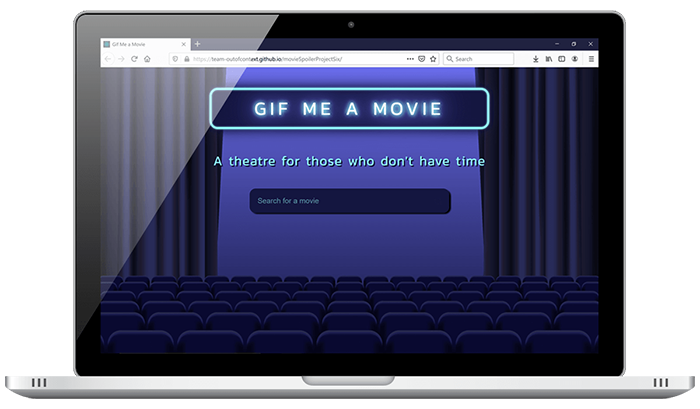 Gif Me a Movie
https://team-outofcontext.github.io/movieSpoilerProjectSix/
Search
GIF ME A MOVIE
A theatre for those who don't have time
Search for a movie